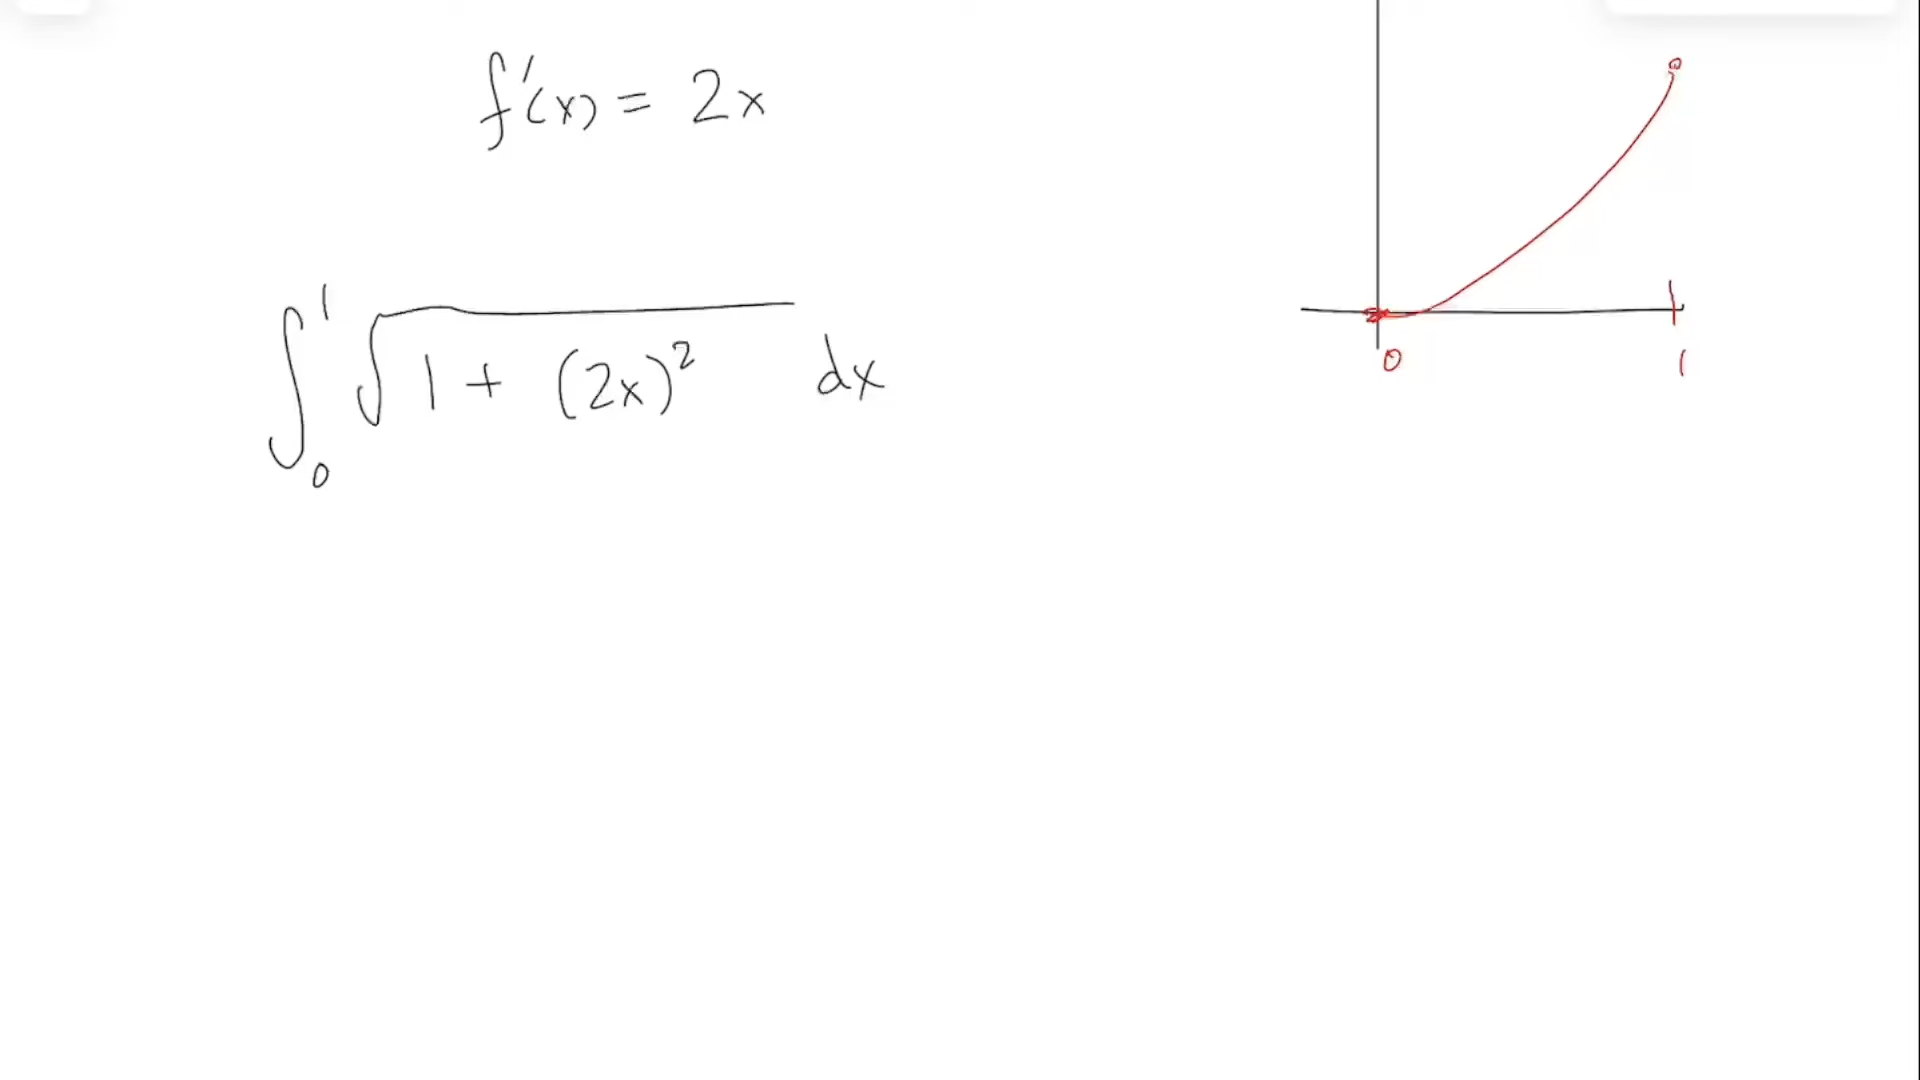 f'(x) = 2x
∫₀¹ √(1 + (2x)²) dx
0 1